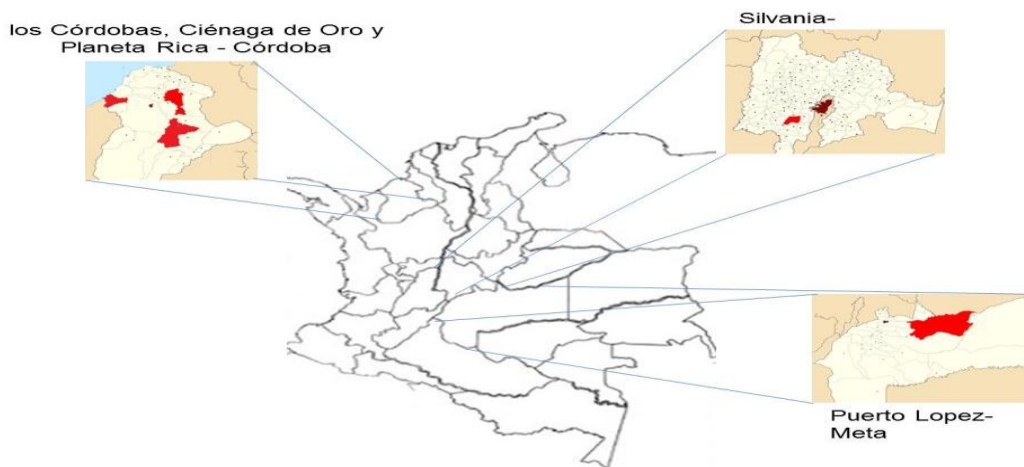 los Córdobas, Ciénaga de Oro y
Planeta Rica - Córdoba
Silvania-
Puerto Lopez-
Meta